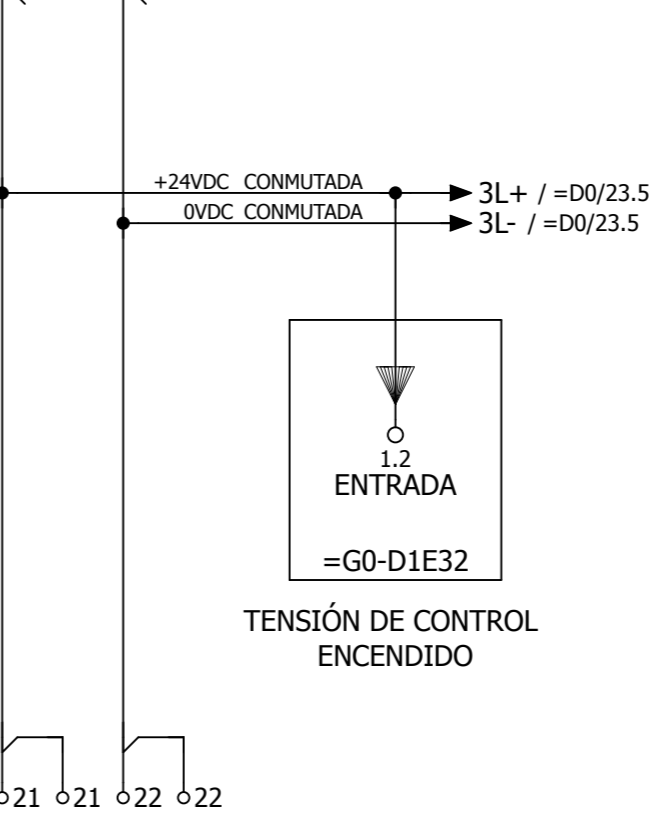 +24VDC CONMUTADA
3L+ / =D0/23.5
0VDC CONMUTADA
3L- / =D0/23.5
1.2
ENTRADA
=G0-D1E32
TENSIÓN DE CONTROL
ENCENDIDO
21 21 22 22